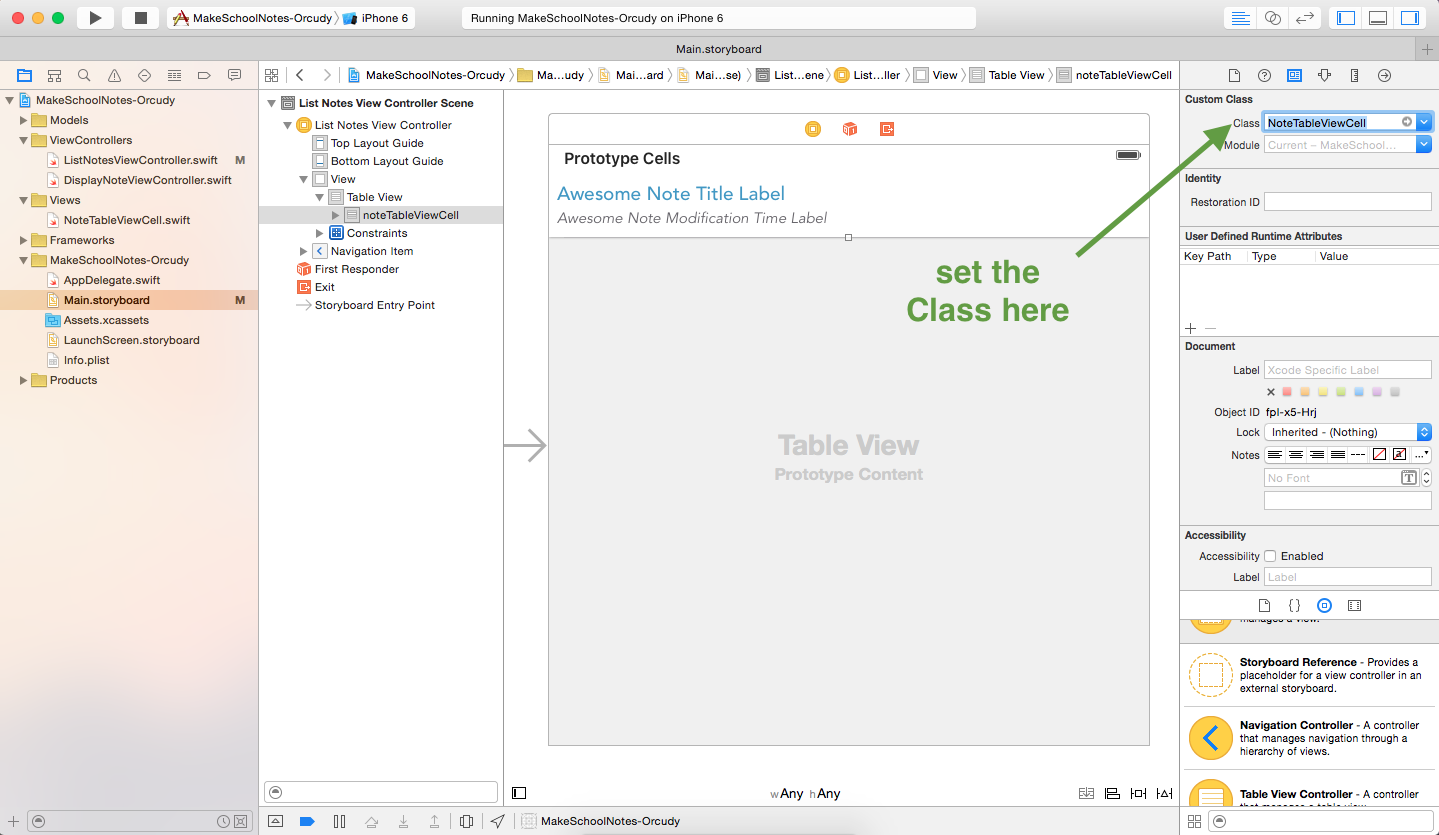 MakeSchoolNotes-Orcudy
iPhone 6
Running MakeSchoolNotes-Orcudy on iPhone 6
Main.storyboard
MakeSchoolNotes-Orcudy
Models
ViewControllers
ListNotesViewController.swift M
DisplayNoteViewController.swift
Views
NoteTableViewCell.swift
Frameworks
MakeSchoolNotes-Orcudy
AppDelegate.swift
Main.storyboard M
Assets.xcassets
LaunchScreen.storyboard
Info.plist
Products
MakeSchoolNotes-Orcudy
Ma...udy
Mai...ard
Mai...se)
List...ene
List...ller
View
Table View
noteTableViewCell
List Notes View Controller Scene
List Notes View Controller
Top Layout Guide
Bottom Layout Guide
View
Table View
noteTableViewCell
Constraints
Navigation Item
First Responder
Exit
Storyboard Entry Point
Prototype Cells
Awesome Note Title Label
Awesome Note Modification Time Label
set the
Class here
Table View
Prototype Content
wAny hAny
MakeSchoolNotes-Orcudy
Custom Class
Class NoteTableViewCell
Module Current – MakeSchool...
Identity
Restoration ID
User Defined Runtime Attributes
Key Path Type Value
Document
Label Xcode Specific Label
Object ID fpI-x5-Hrj
Lock Inherited - (Nothing)
Notes
No Font
Accessibility
Accessibility Enabled
Label Label
manages a view.
Storyboard Reference - Provides a
placeholder for a view controller in an
external storyboard.
Navigation Controller - A controller
that manages navigation through a
hierarchy of views.
Table View Controller - A controller
that manages a table view.